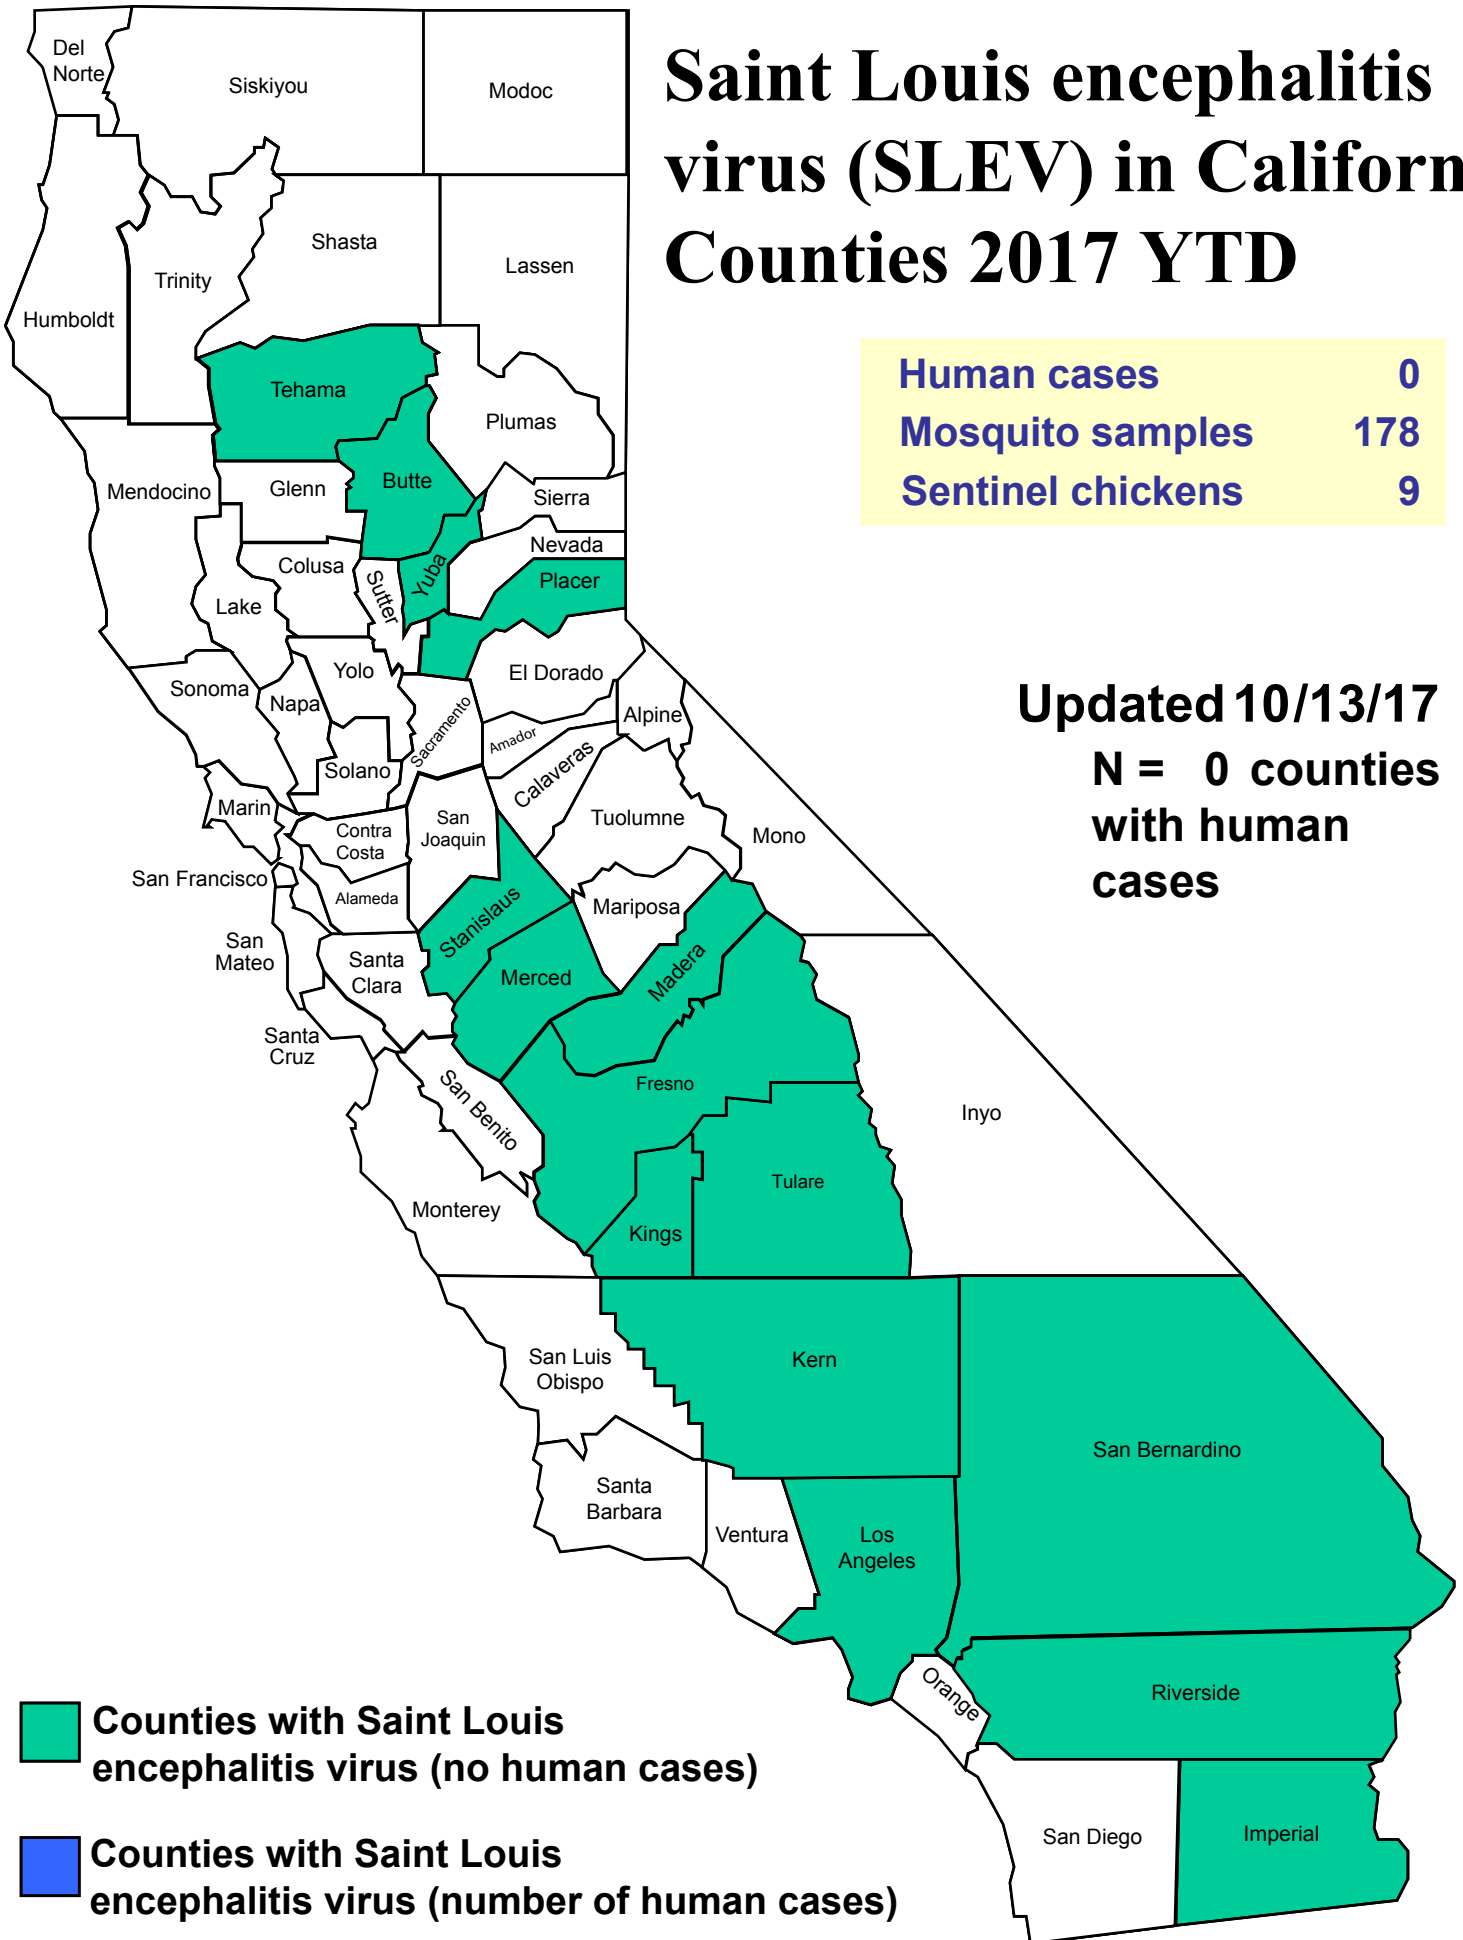 Saint Louis encephalitis
virus (SLEV) in Californ
Counties 2017 YTD
Human cases 0
Mosquito samples 178
Sentinel chickens 9
Updated 10/13/17
N = 0 counties
with human
cases
Del
Norte
Siskiyou
Modoc
Shasta
Lassen
Trinity
Humboldt
Tehama
Plumas
Mendocino
Glenn
Butte
Sierra
Nevada
Colusa
Sutter
Yuba
Placer
Lake
Yolo
El Dorado
Sonoma
Napa
Sacramento
Amador
Alpine
Solano
Calaveras
Marin
Contra
Costa
San
Joaquin
Tuolumne
Mono
San Francisco
Alameda
Stanislaus
Mariposa
San
Mateo
Santa
Clara
Merced
Madera
Santa
Cruz
San Benito
Fresno
Inyo
Monterey
Kings
Tulare
San Luis
Obispo
Kern
San Bernardino
Santa
Barbara
Ventura
Los
Angeles
Orange
Riverside
San Diego
Imperial
Counties with Saint Louis
encephalitis virus (no human cases)
Counties with Saint Louis
encephalitis virus (number of human cases)